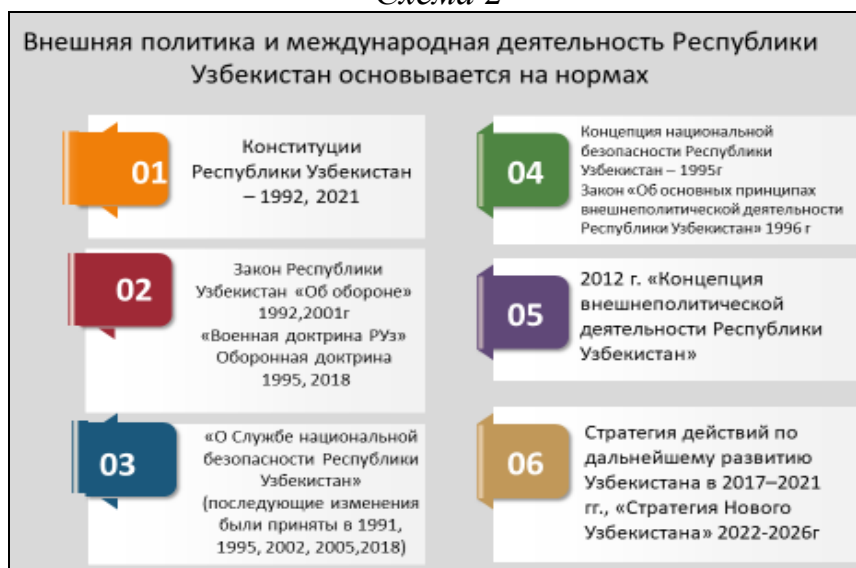 Схема 2
Внешняя политика и международная деятельность Республики
Узбекистан основывается на нормах
01
Конституции
Республики Узбекистан
– 1992, 2021
02
Закон Республики
Узбекистан «Об обороне»
1992,2001г
«Военная доктрина РУз»
Оборонная доктрина
1995, 2018
03
«О Службе национальной
безопасности Республики
Узбекистан»
(последующие изменения
были приняты в 1991,
1995, 2002, 2005,2018)
04
Концепция национальной
безопасности Республики
Узбекистан – 1995г
Закон «Об основных принципах
внешнеполитической деятельности
Республики Узбекистан» 1996 г
05
2012 г. «Концепция
внешнеполитической
деятельности Республики
Узбекистан»
06
Стратегия действий по
дальнейшему развитию
Узбекистана в 2017–2021
гг., «Стратегия Нового
Узбекистана» 2022-2026г